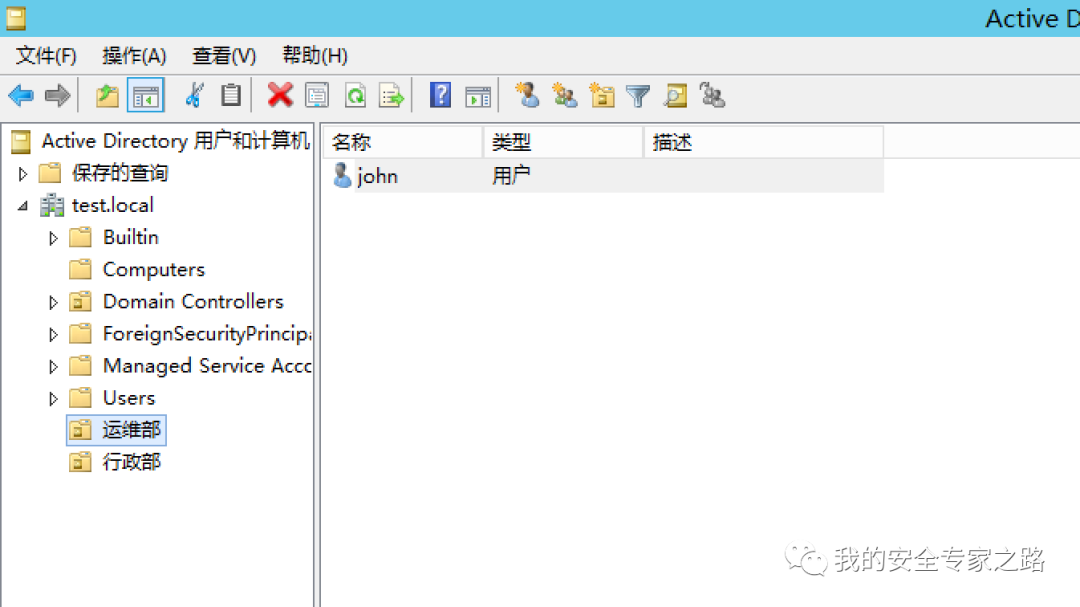 Active D
文件(F) 操作(A) 查看(V) 帮助(H)
Active Directory 用户和计算机
保存的查询
test.local
Builtin
Computers
Domain Controllers
ForeignSecurityPrincipa
Managed Service Acco
Users
运维部
行政部
名称 类型 描述
john 用户
我的安全专家之路